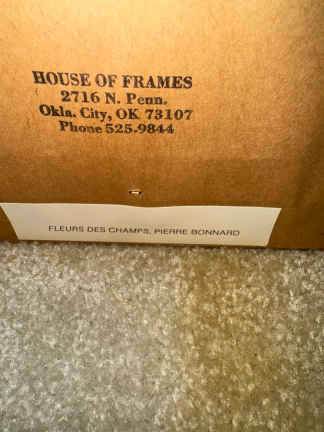 HOUSE OF FRAMES
2716 N. Penn.
Okla. City, OK 73107
Phone 525-9844
FLEURS DES CHAMPS, PIERRE BONNARD